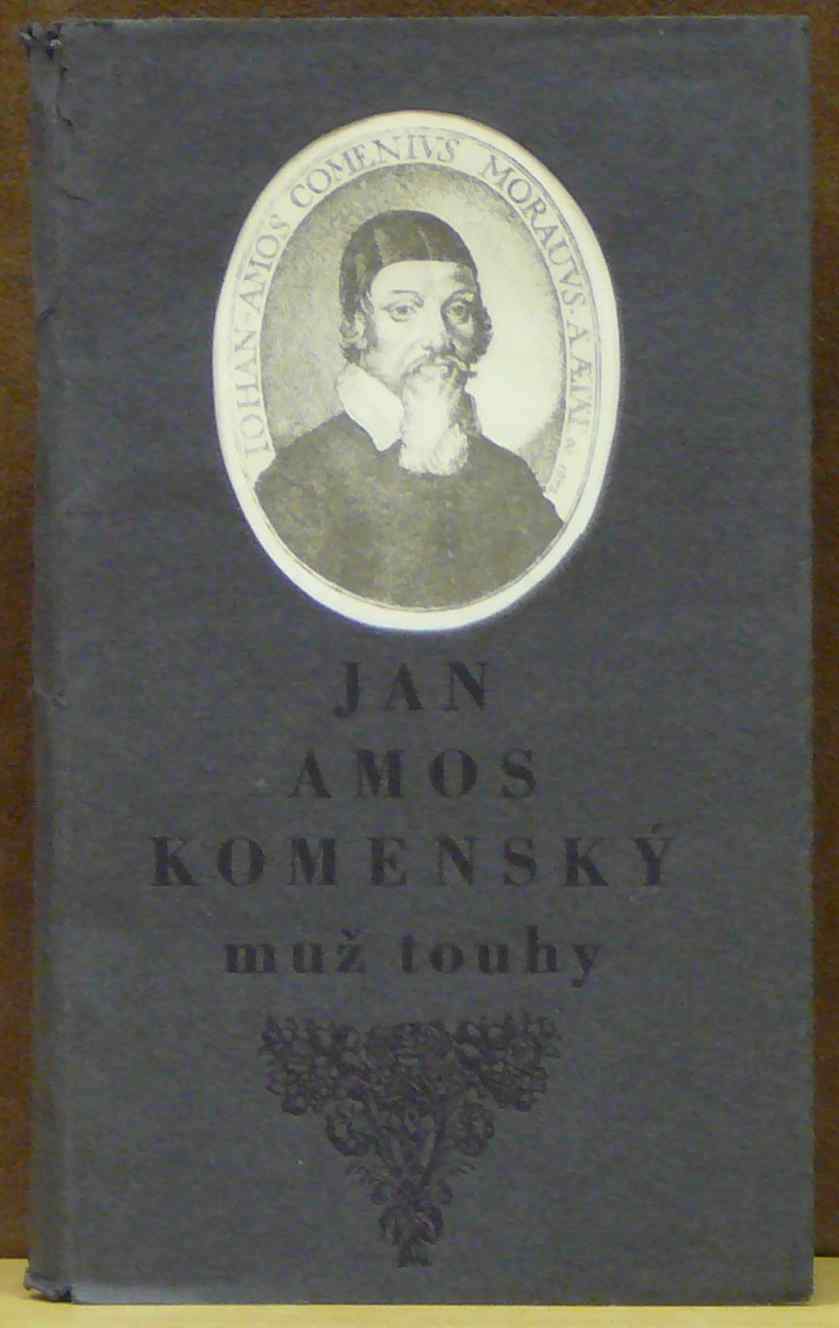 IOHAN·AMOS COMENIVS MORAVVS. A
JAN
AMOS
KOMENSKÝ
muž touhy